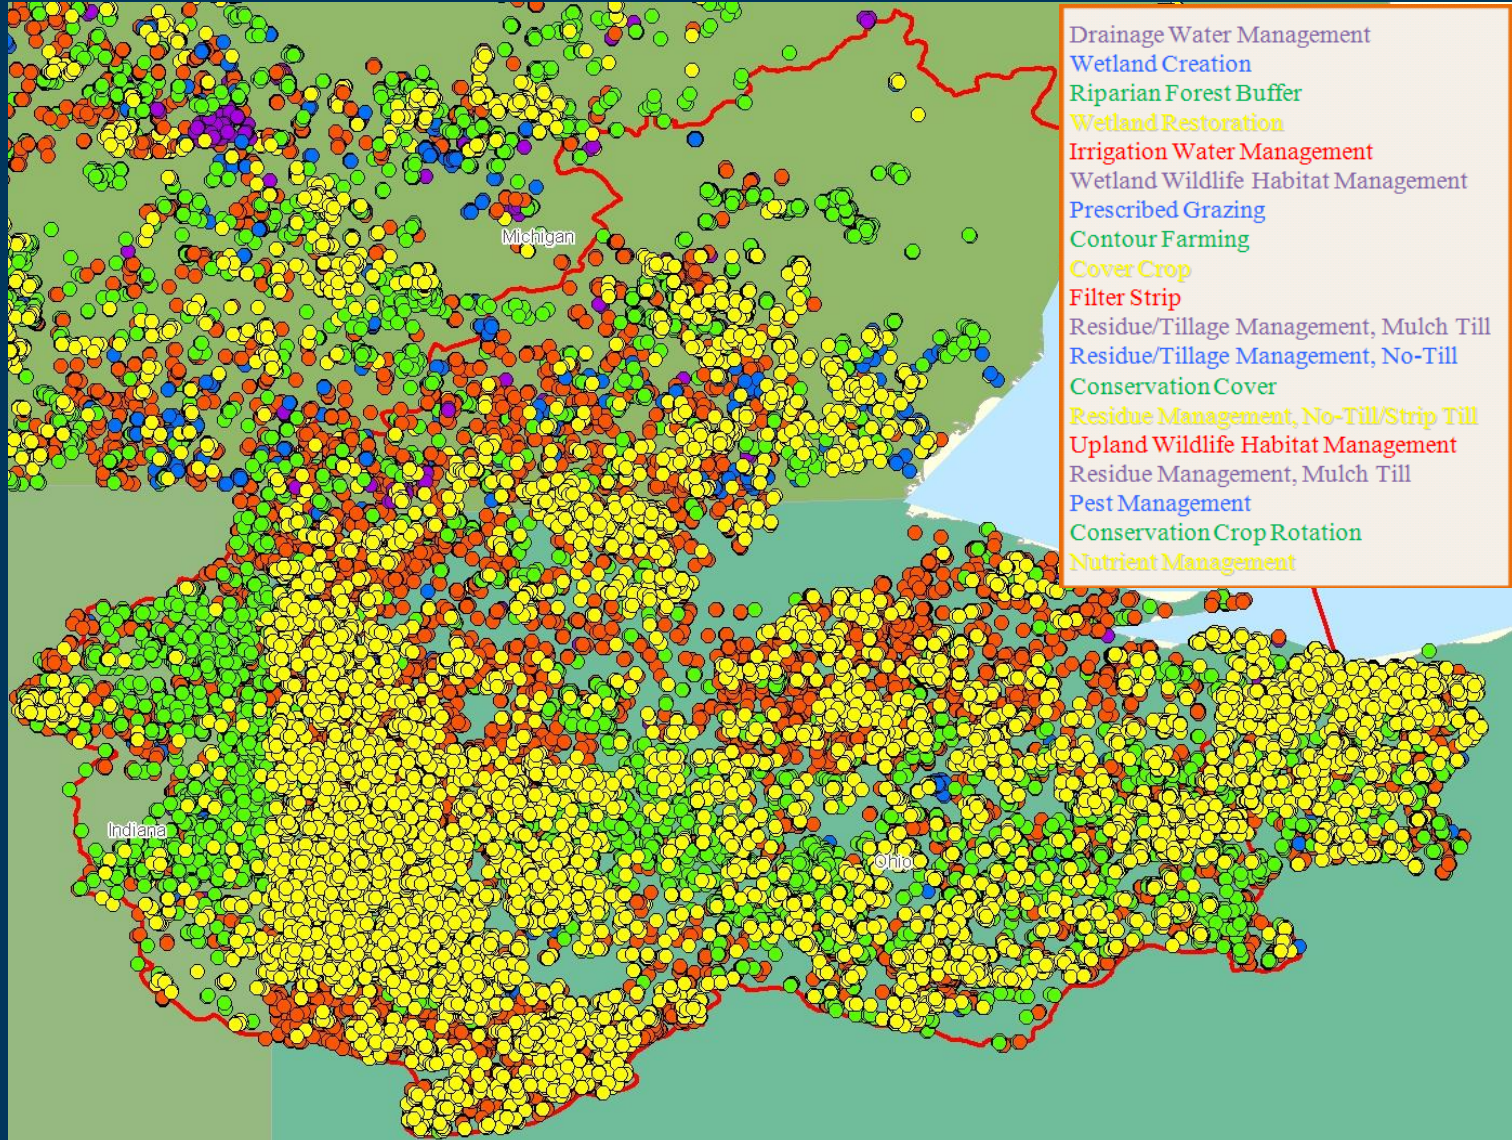 Drainage Water Management
Wetland Creation
Riparian Forest Buffer
Wetland Restoration
Irrigation Water Management
Wetland Wildlife Habitat Management
Prescribed Grazing
Contour Farming
Cover Crop
Filter Strip
Residue/Tillage Management, Mulch Till
Residue/Tillage Management, No-Till
Conservation Cover
Residue Management, No-Till/Strip Till
Upland Wildlife Habitat Management
Residue Management, Mulch Till
Pest Management
Conservation Crop Rotation
Nutrient Management
Michigan
Indiana
Ohio